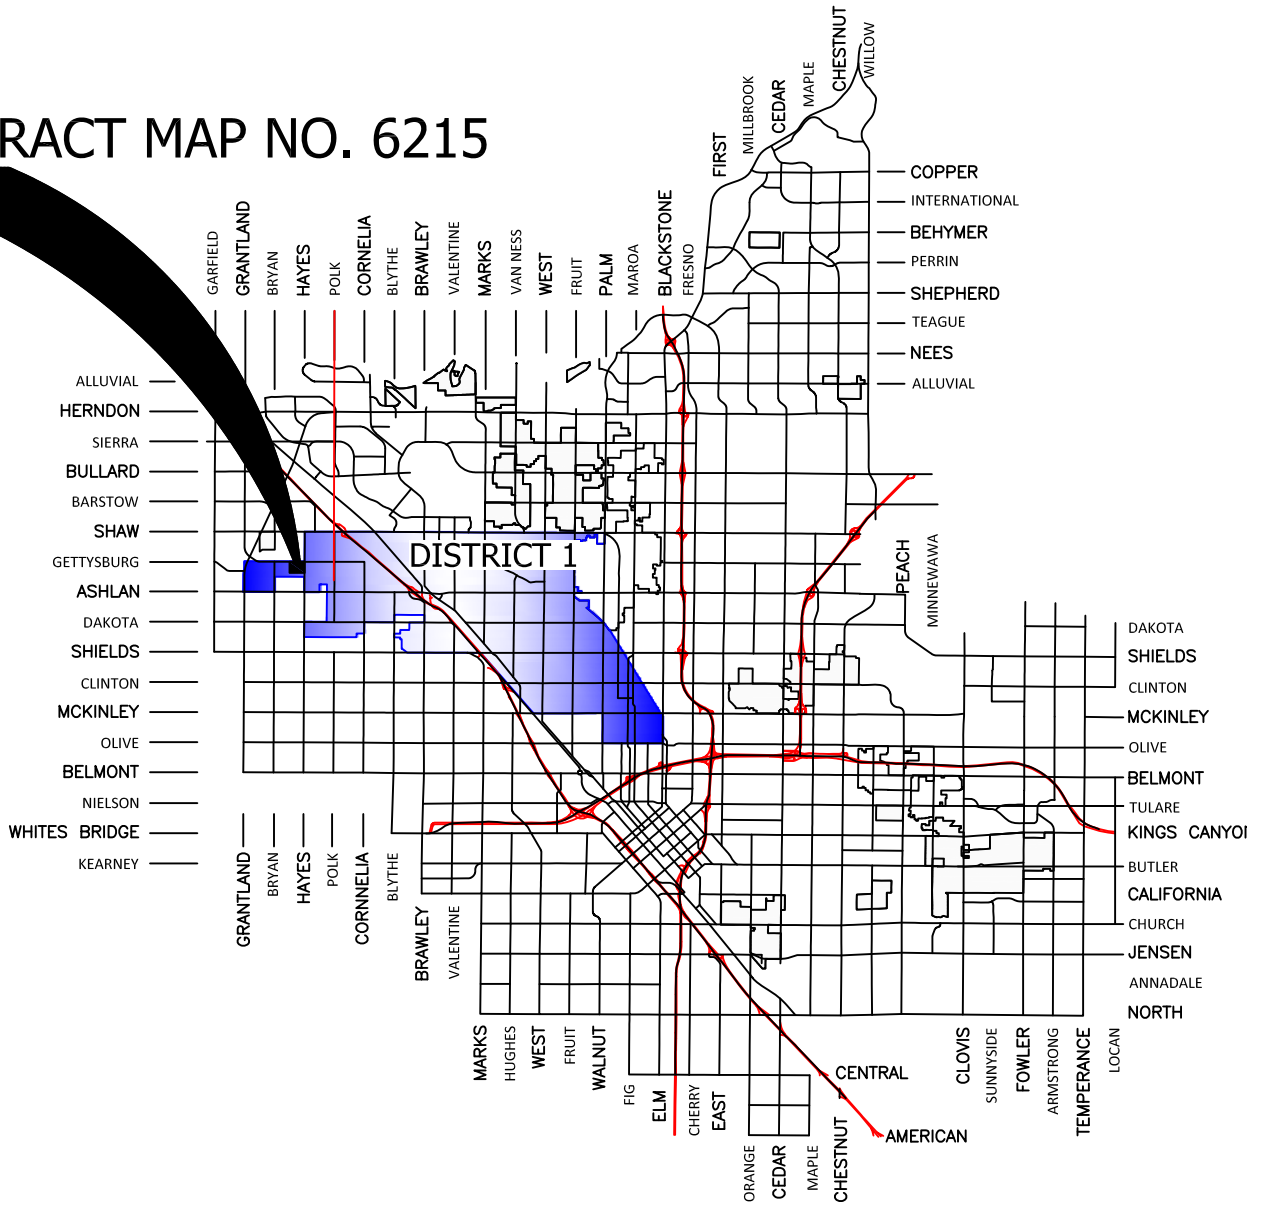 RACT MAP NO. 6215
CHESTNUT
WILLOW
MAPLE
CEDAR
MILLBROOK
FIRST
COPPER
INTERNATIONAL
BEHYMER
PERRIN
SHEPHERD
TEAGUE
NEES
ALLUVIAL
GARFIELD
GRANTLAND
BRYAN
HAYES
POLK
CORNELIA
BLYTHE
BRAWLEY
VALENTINE
MARKS
VAN NESS
WEST
FRUIT
PALM
MAROA
BLACKSTONE
FRESNO
ALLUVIAL
HERNDON
SIERRA
BULLARD
BARSTOW
SHAW
GETTYSBURG
ASHLAN
DAKOTA
SHIELDS
CLINTON
MCKINLEY
OLIVE
BELMONT
NIELSON
WHITES BRIDGE
KEARNEY
DISTRICT 1
PEACH
MINNEWAWA
DAKOTA
SHIELDS
CLINTON
MCKINLEY
OLIVE
BELMONT
TULARE
KINGS CANYO
BUTLER
CALIFORNIA
CHURCH
JENSEN
ANNADALE
NORTH
GRANTLAND
BRYAN
HAYES
POLK
CORNNELIA
BLYTHE
BRAWLEY
VALENTINE
MARKS
HUGHES
WEST
FRUIT
WALNUT
FIG
ELM
CHERRY
EAST
ORANGE
CEDAR
MAPLE
CHESTNUT
CENTRAL
AMERICAN
CLOVIS
SUNNYSIDE
FOWLER
ARMSTRONG
TEMPERANCE
LOCAN